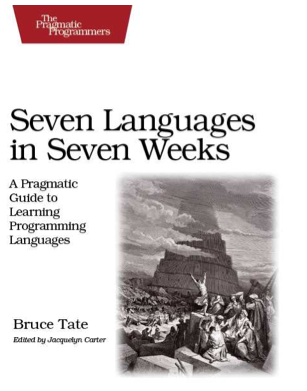 The
Pragmatic
Programmers
Seven Languages
in Seven Weeks
A Pragmatic
Guide to
Learning
Programming
Languages
Bruce Tate
Edited by Jacquelyn Carter